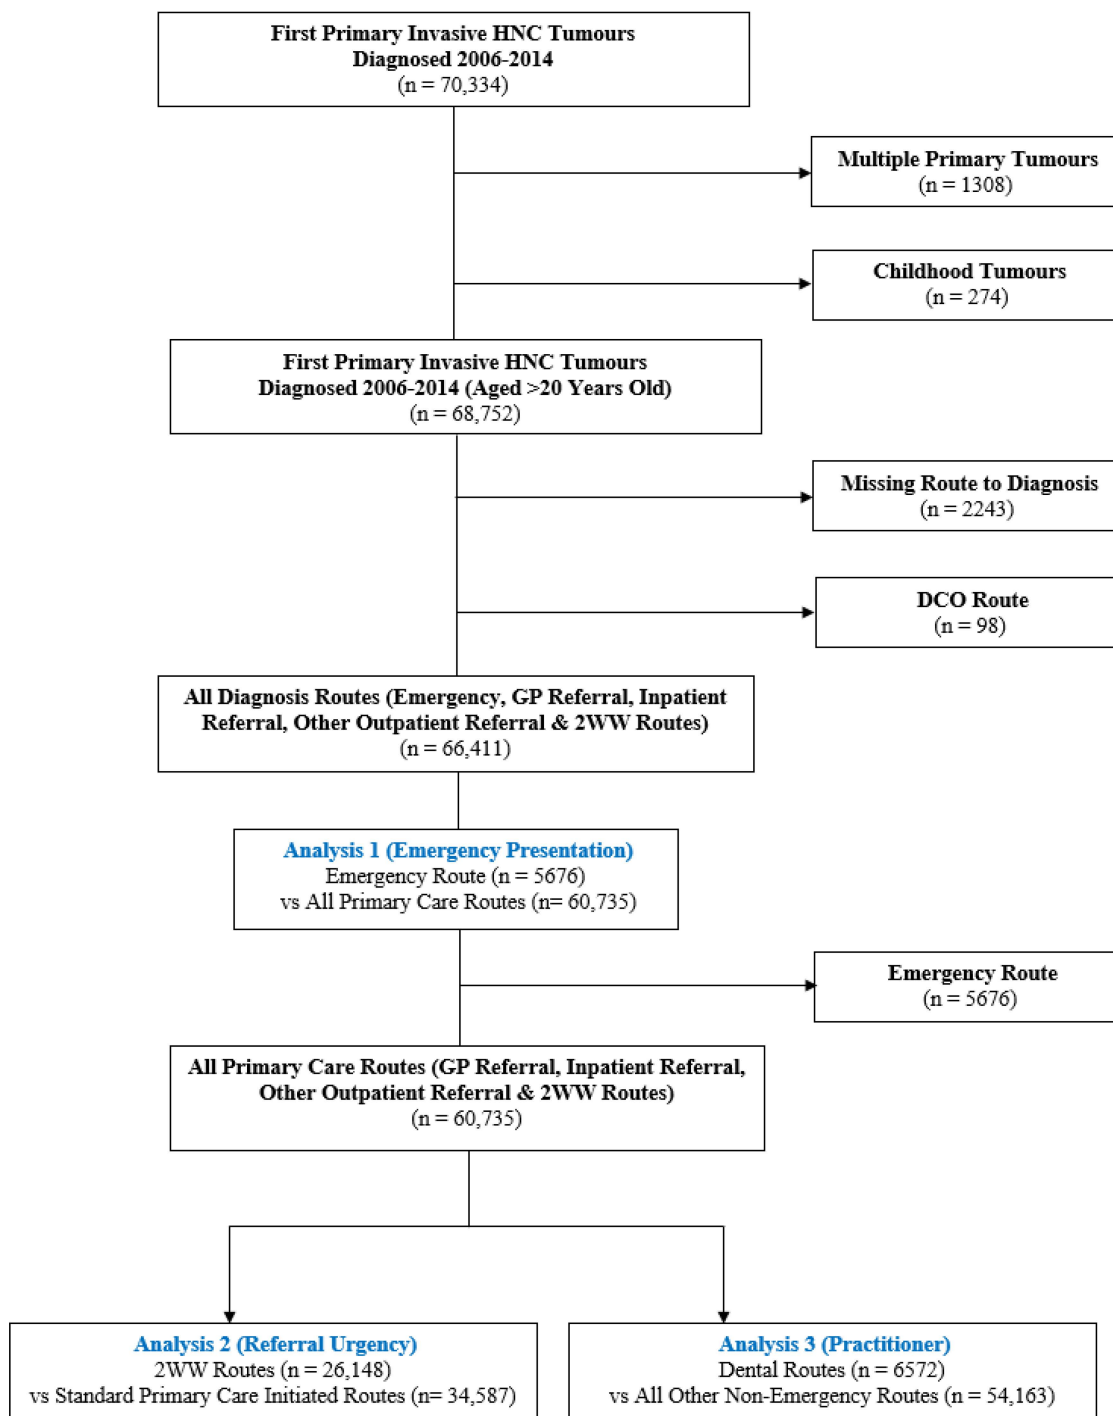 First Primary Invasive HNC Tumours
Diagnosed 2006-2014
(n = 70,334)
Multiple Primary Tumours
(n = 1308)
Childhood Tumours
(n = 274)
First Primary Invasive HNC Tumours
Diagnosed 2006-2014 (Aged >20 Years Old)
(n = 68,752)
Missing Route to Diagnosis
(n = 2243)
DCO Route
(n = 98)
All Diagnosis Routes (Emergency, GP Referral, Inpatient
Referral, Other Outpatient Referral & 2WW Routes)
(n = 66,411)
Analysis 1 (Emergency Presentation)
Emergency Route (n = 5676)
vs All Primary Care Routes (n= 60,735)
Emergency Route
(n = 5676)
All Primary Care Routes (GP Referral, Inpatient Referral,
Other Outpatient Referral & 2WW Routes)
(n = 60,735)
Analysis 2 (Referral Urgency)
2WW Routes (n = 26,148)
vs Standard Primary Care Initiated Routes (n= 34,587)
Analysis 3 (Practitioner)
Dental Routes (n = 6572)
vs All Other Non-Emergency Routes (n = 54,163)